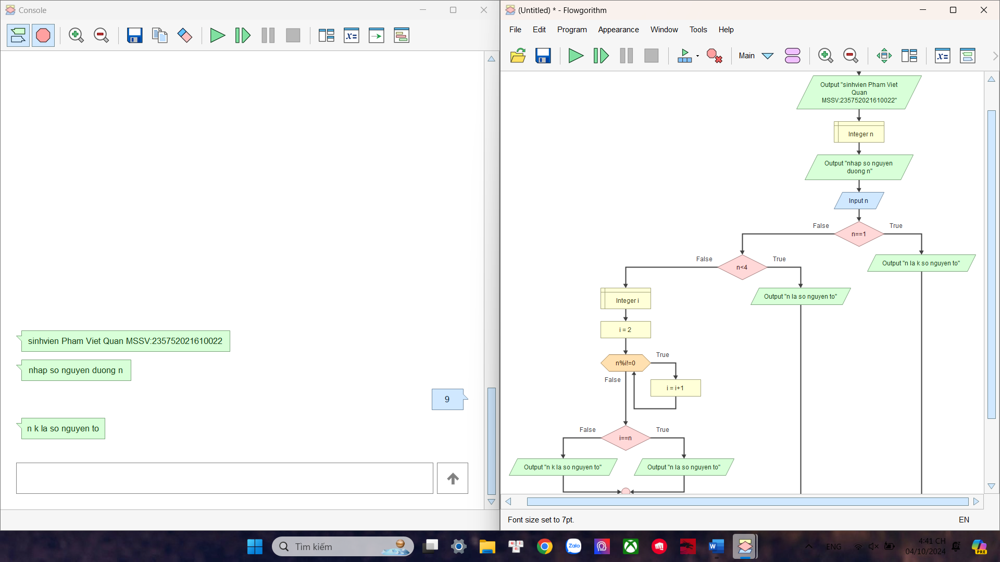 Console
sinhvien Pham Viet Quan MSSV:235752021610022
nhap so nguyen duong n
9
n k la so nguyen to
(Untitled) * - Flowgorithm
File Edit Program Appearance Window Tools Help
Main
Output "sinhvien Pham Viet
Quan
MSSV:235752021610022"
Integer n
Output "nhap so nguyen
duong n"
Input n
False
True
n==1
False
True
n<4
Output "n la k so nguyen to"
Integer i
Output "n la so nguyen to"
i = 2
n%i!=0
True
False
i = i+1
False
True
i==n
Output "n k la so nguyen to"
Output "n la so nguyen to"
Font size set to 7pt.
EN
Tìm kiếm
Zalo
W
ENG
4:41 CH
04/10/2024
PRE